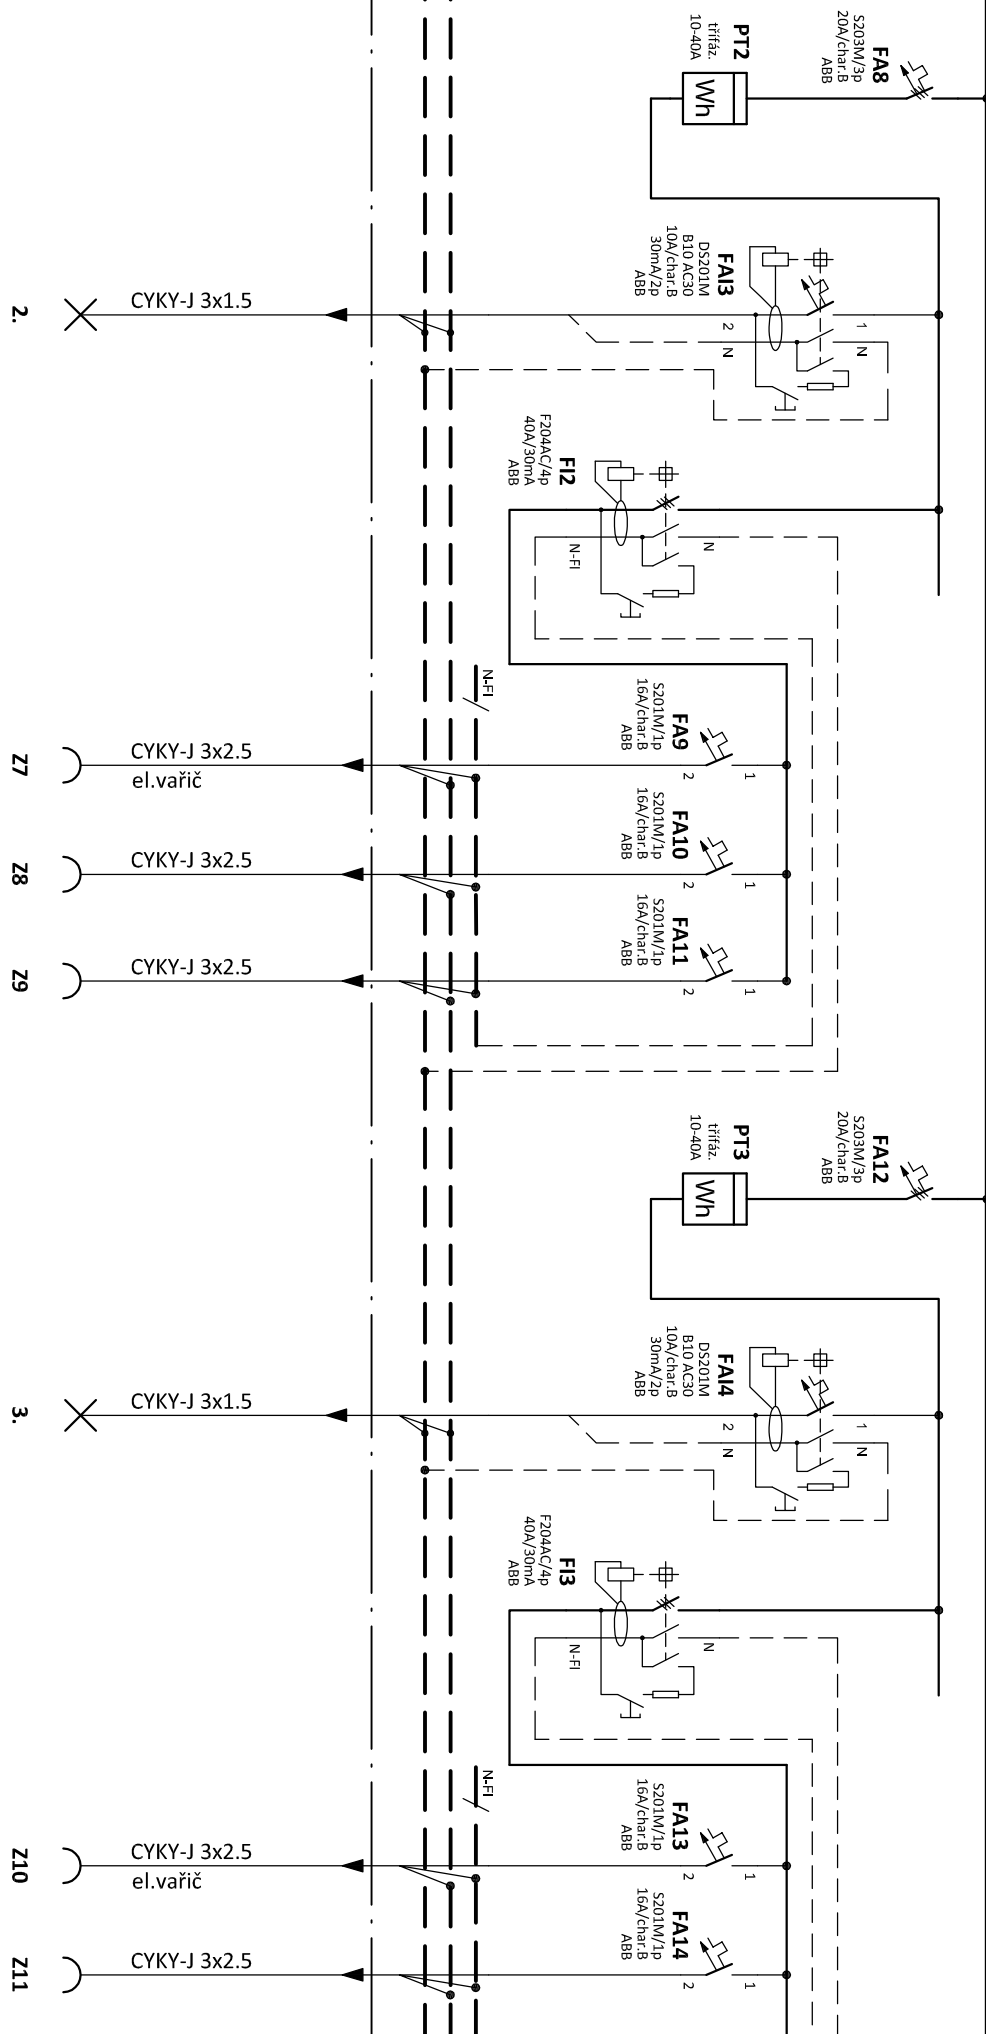 FA8
S203M/3p
20A/char.B
ABB
PT2
třífáz.
10-40A
Wh
FAI3
DS201M
B10 AC30
10A/char.B
30mA/2p
ABB
1
N
2
N
CYKY-J 3x1.5
2.
FI2
F204AC/4p
40A/30mA
ABB
N
N-FI
N-FI
FA9
S201M/1p
16A/char.B
ABB
1
2
CYKY-J 3x2.5
el.vařič
Z7
FA10
S201M/1p
16A/char.B
ABB
1
2
CYKY-J 3x2.5
Z8
FA11
S201M/1p
16A/char.B
ABB
1
2
CYKY-J 3x2.5
Z9
FA12
S203M/3p
20A/char.B
ABB
PT3
třífáz.
10-40A
Wh
FAI4
DS201M
B10 AC30
10A/char.B
30mA/2p
ABB
1
N
2
N
CYKY-J 3x1.5
3.
FI3
F204AC/4p
40A/30mA
ABB
N
N-FI
N-FI
FA13
S201M/1p
16A/char.B
ABB
1
2
CYKY-J 3x2.5
el.vařič
Z10
FA14
S201M/1p
16A/char.B
ABB
1
2
CYKY-J 3x2.5
Z11